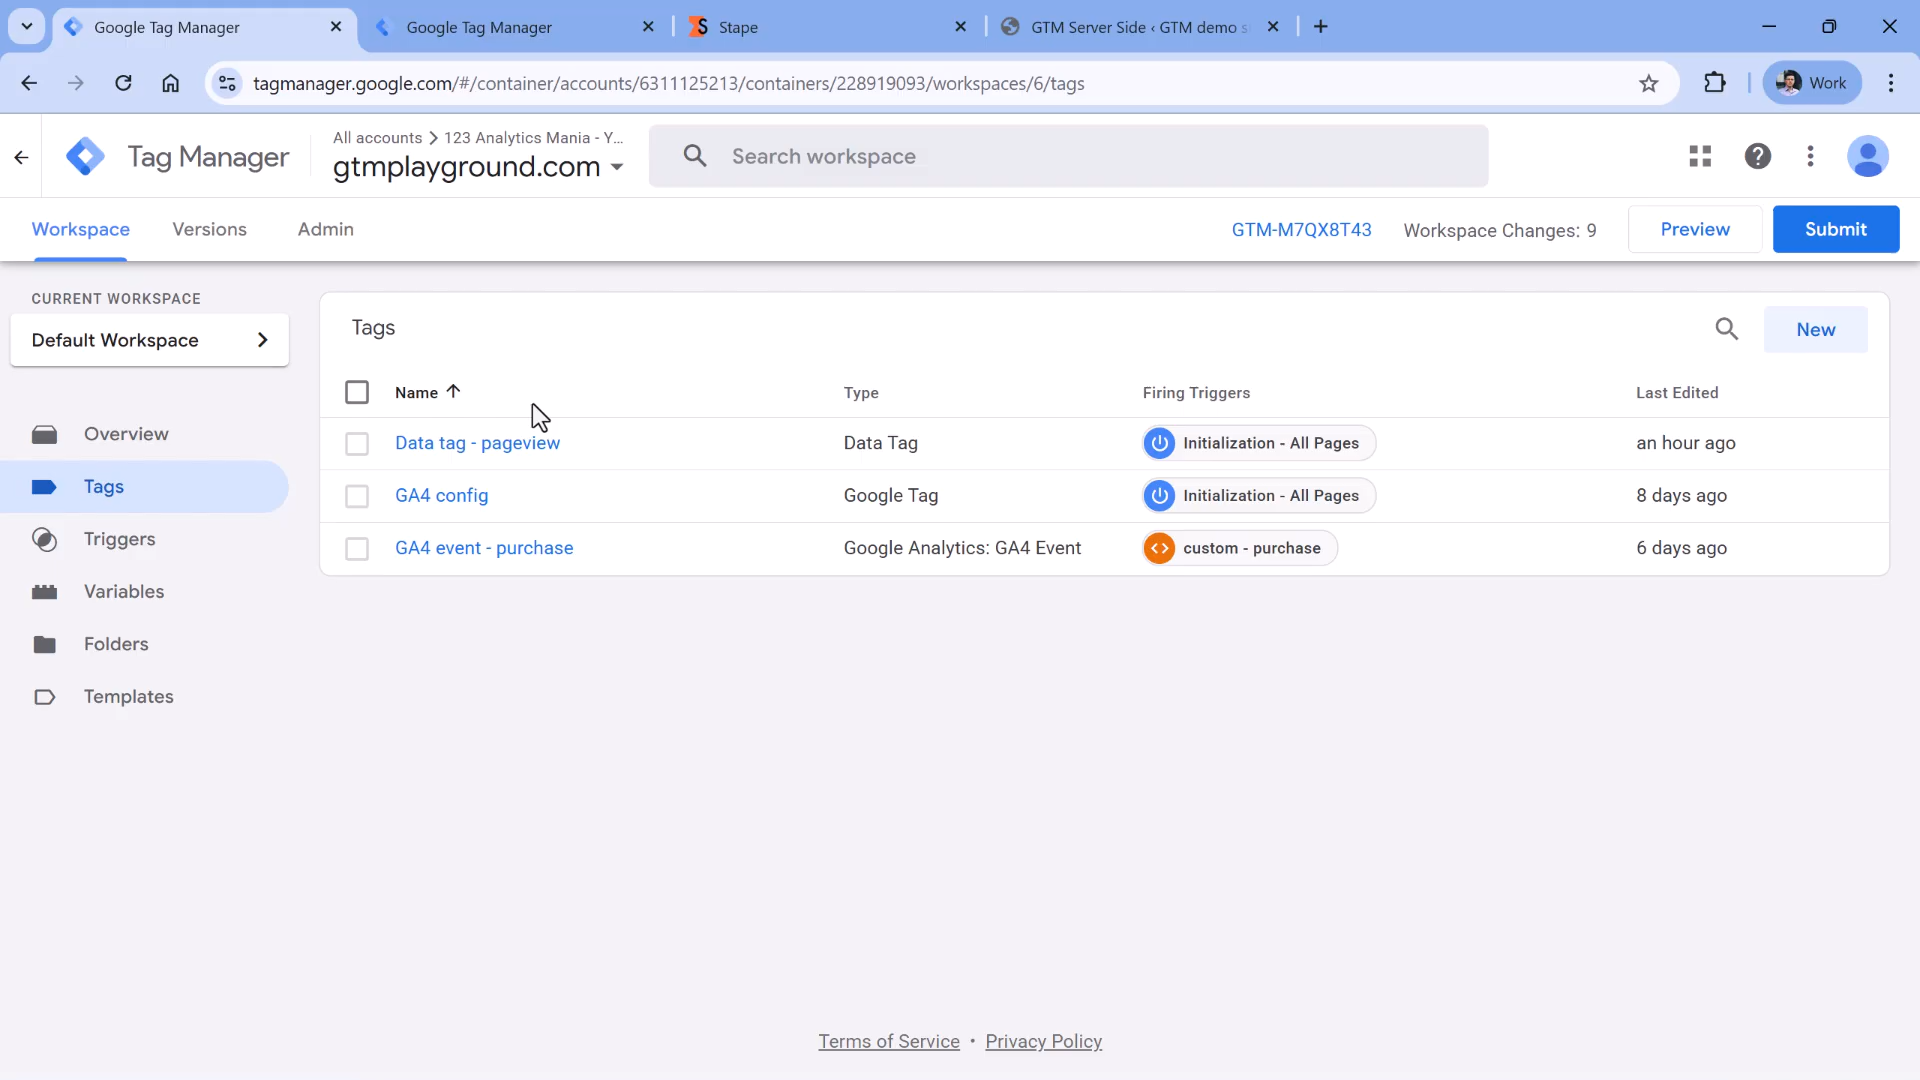 Google Tag Manager
Google Tag Manager
Stape
GTM Server Side ‹ GTM demo s
tagmanager.google.com/#/container/accounts/6311125213/containers/228919093/workspaces/6/tags
Work
Tag Manager
All accounts > 123 Analytics Mania - Y...
gtmplayground.com
Search workspace
Workspace
Versions
Admin
GTM-M7QX8T43
Workspace Changes: 9
Preview
Submit
CURRENT WORKSPACE
Default Workspace
Overview
Tags
Triggers
Variables
Folders
Templates
Tags
New
Name
Type
Firing Triggers
Last Edited
Data tag - pageview
Data Tag
Initialization - All Pages
an hour ago
GA4 config
Google Tag
Initialization - All Pages
8 days ago
GA4 event - purchase
Google Analytics: GA4 Event
custom - purchase
6 days ago
Terms of Service • Privacy Policy